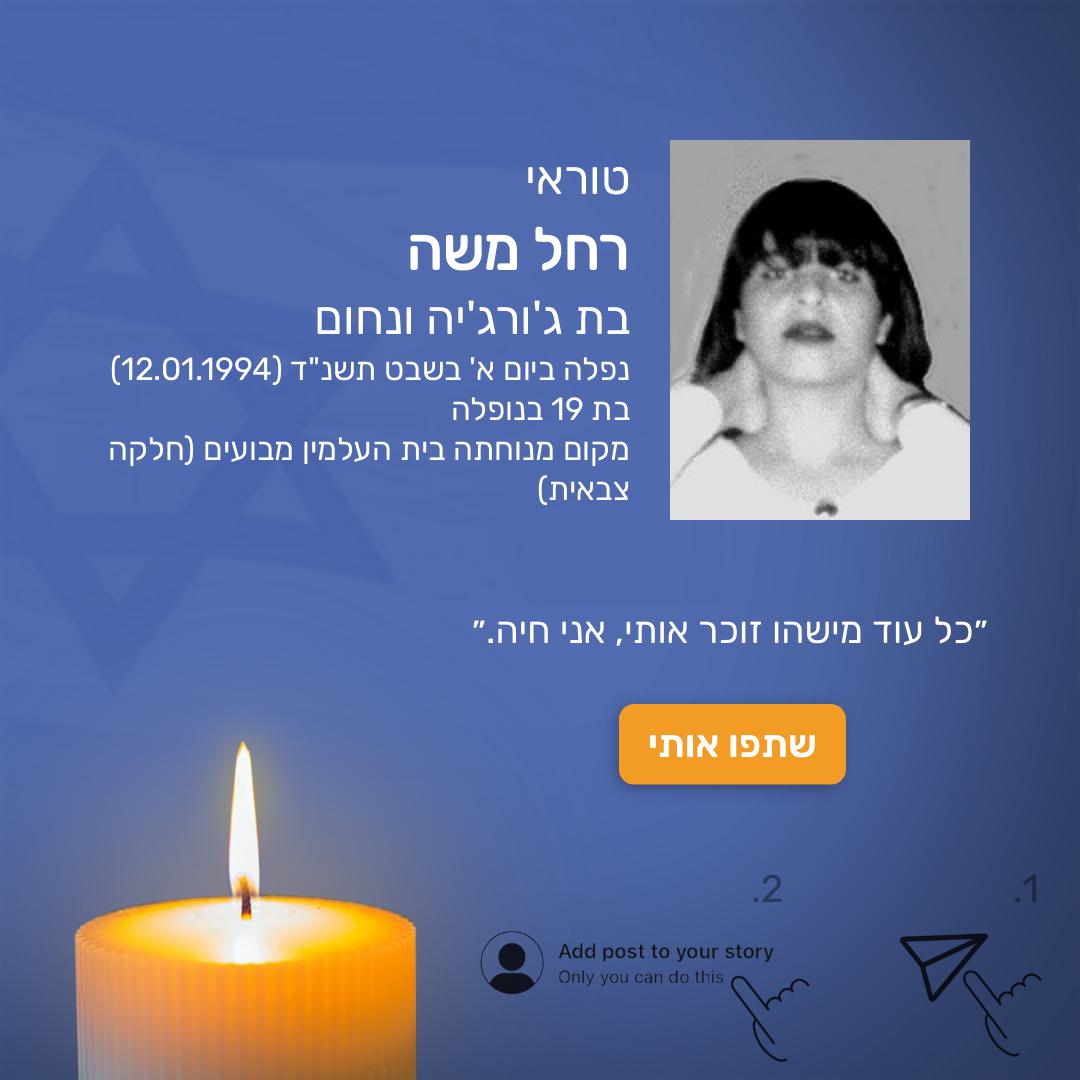 טוראי
רחל משה
בת ג'ורג'יה ונחום
נפלה ביום א' בשבט תשנ"ד (12.01.1994)
בת 19 בנופלה
מקום מנוחתה בית העלמין מבועים (חלקה
צבאית)
״כל עוד מישהו זוכר אותי, אני חיה.״
שתפו אותי
.1
.2
Add post to your story
Only you can do this